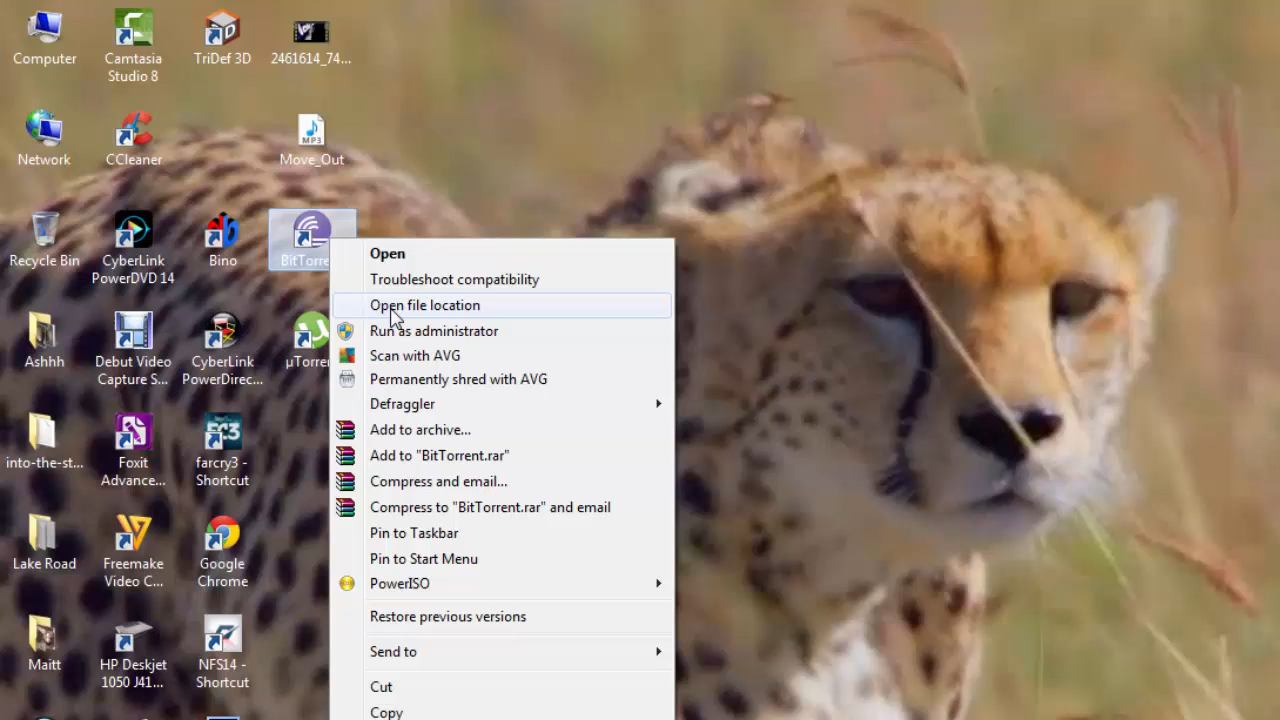 Computer
Camtasia
Studio 8
TriDef 3D
2461614_74...
Network
CCleaner
MP3
Move_Out
Recycle Bin
CyberLink
PowerDVD 14
Bino
BitTorre
Ashhh
Debut Video
Capture S...
CyberLink
PowerDirec...
µTorre
into-the-st...
Foxit
Advance...
FC3
farcry3 -
Shortcut
Lake Road
Freemake
Video C...
Google
Chrome
Maitt
HP Deskjet
1050 J41...
NFS14 -
Shortcut
Open
Troubleshoot compatibility
Open file location
Run as administrator
Scan with AVG
Permanently shred with AVG
Defraggler
Add to archive...
Add to "BitTorrent.rar"
Compress and email...
Compress to "BitTorrent.rar" and email
Pin to Taskbar
Pin to Start Menu
PowerISO
Restore previous versions
Send to
Cut
Copy